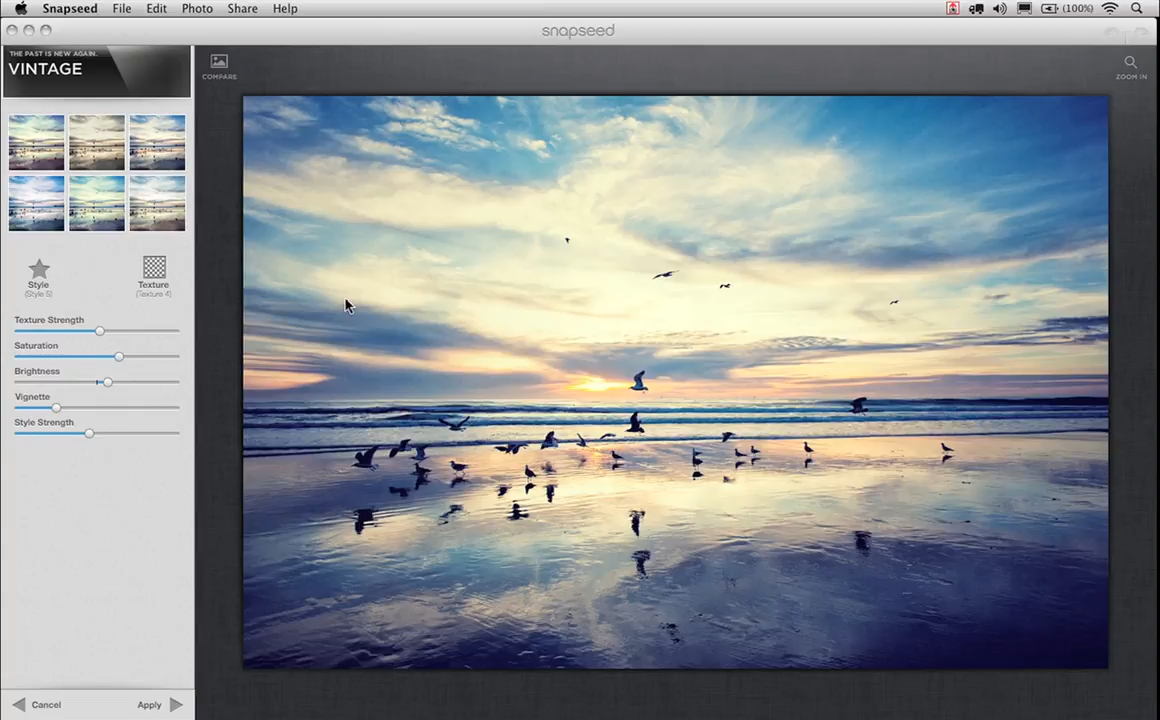 Snapseed File Edit Photo Share Help (100%)
snapseed
THE PAST IS NEW AGAIN.
VINTAGE
COMPARE
ZOOM IN
Style
(Style 5)
Texture
(Texture 4)
Texture Strength
Saturation
Brightness
Vignette
Style Strength
Cancel
Apply